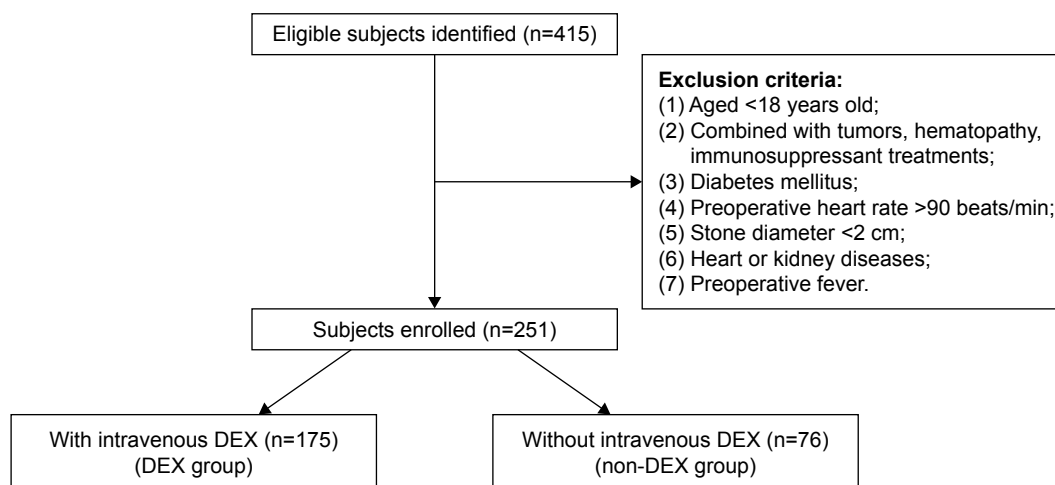 Eligible subjects identified (n=415)
Exclusion criteria:
(1) Aged <18 years old;
(2) Combined with tumors, hematopathy,
immunosuppressant treatments;
(3) Diabetes mellitus;
(4) Preoperative heart rate >90 beats/min;
(5) Stone diameter <2 cm;
(6) Heart or kidney diseases;
(7) Preoperative fever.
Subjects enrolled (n=251)
With intravenous DEX (n=175)
(DEX group)
Without intravenous DEX (n=76)
(non-DEX group)